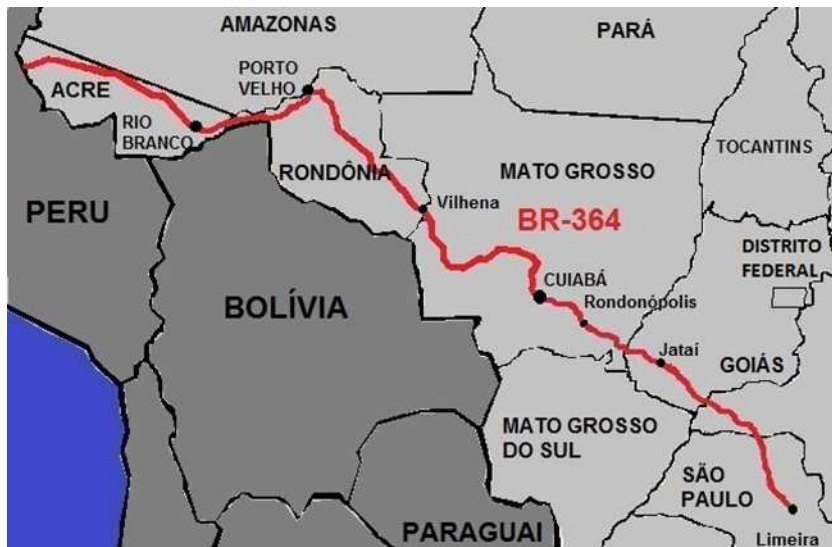 AMAZONAS
PARÁ
PORTO
VELHO
ACRE
RIO
BRANCO
TOCANTINS
RONDÔNIA
MATO GROSSO
PERU
Vilhena
BR-364
DISTRITO
FEDERAL
CUIABÁ
BOLÍVIA
Rondonópolis
Jataí
GOIÁS
MATO GROSSO
DO SUL
SÃO
PAULO
PARAGUAI
Limeira